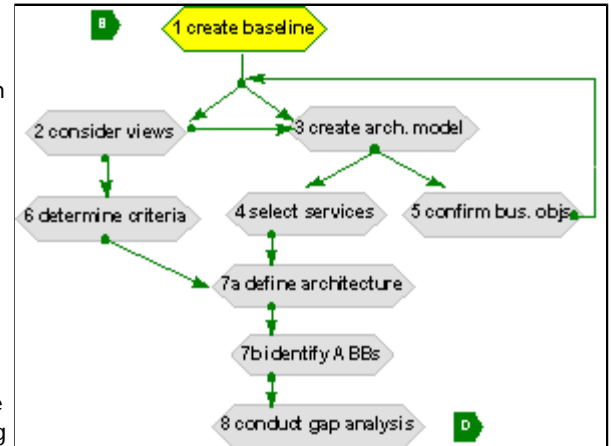 B
1 create baseline
n
2 consider views
3 create arch. model
6 determine criteria
4 select services
5 confirm bus. objs
7a define architecture
7b identify ABBs
e
8 conduct gap analysis
D
g